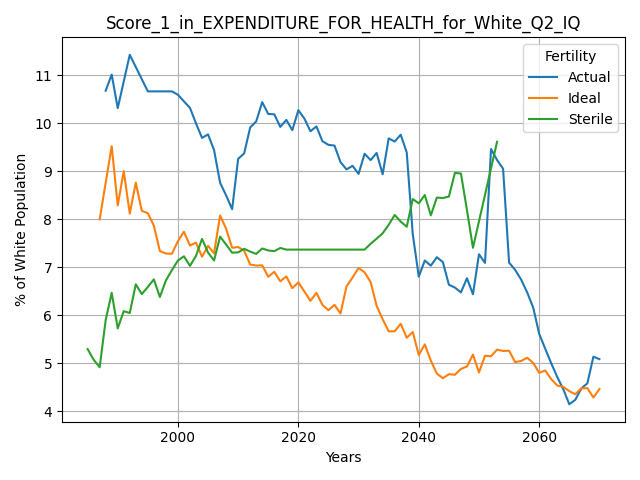 Score_1_in_EXPENDITURE_FOR_HEALTH_for_White_Q2_IQ
Fertility
Actual
Ideal
Sterile
% of White Population
11
10
9
8
7
6
5
4
2000
2020
2040
2060
Years